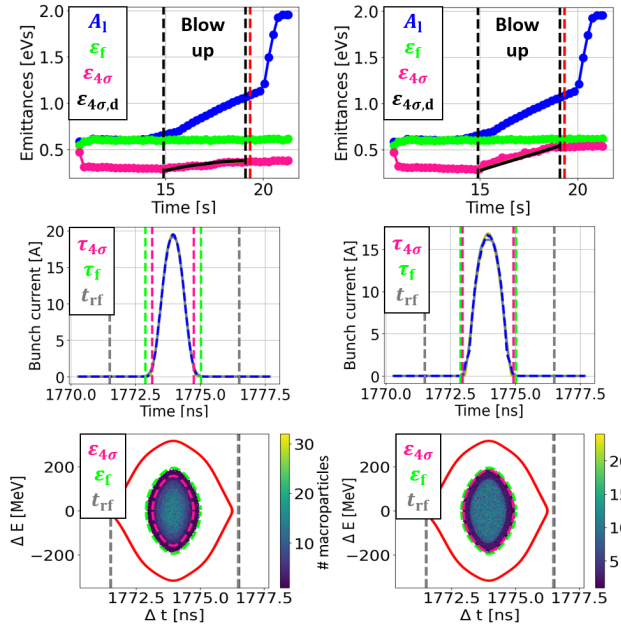 2.0
1.5
1.0
0.5
Emittances [eVs]
A_l
ε_f
ε_4σ
ε_4σ,d
Blow
up
15
20
Time [s]
2.0
1.5
1.0
0.5
Emittances [eVs]
A_l
ε_f
ε_4σ
ε_4σ,d
Blow
up
15
20
Time [s]
20
15
10
5
0
Bunch current [A]
τ_4σ
τ_f
t_rf
1770.0
1772.5
1775.0
1777.5
Time [ns]
15
10
5
0
Bunch current [A]
τ_4σ
τ_f
t_rf
1770.0
1772.5
1775.0
1777.5
Time [ns]
200
0
−200
Δ E [MeV]
ε_4σ
ε_f
t_rf
1772.5
1775.0
1777.5
Δ t [ns]
30
20
10
# macroparticles
200
0
−200
Δ E [MeV]
ε_4σ
ε_f
t_rf
1772.5
1775.0
1777.5
Δ t [ns]
20
15
10
5